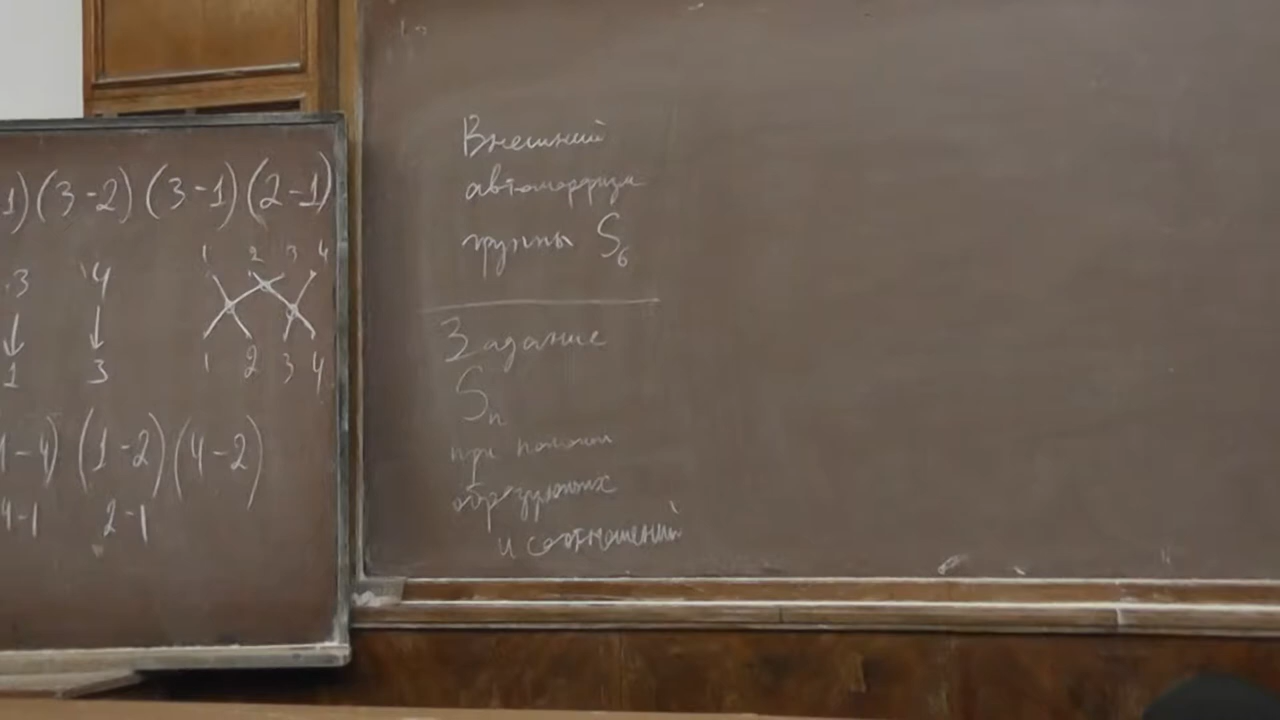 1)(3-2)(3-1)(2-1)
1 2 3 4
3 4
1 3
1 2 3 4
1-4)(1-2)(4-2)
4-1 2-1
Внешний
автоморфизм
группы S₆
Задание
Sₙ
при помощи
образующих
и соотношений